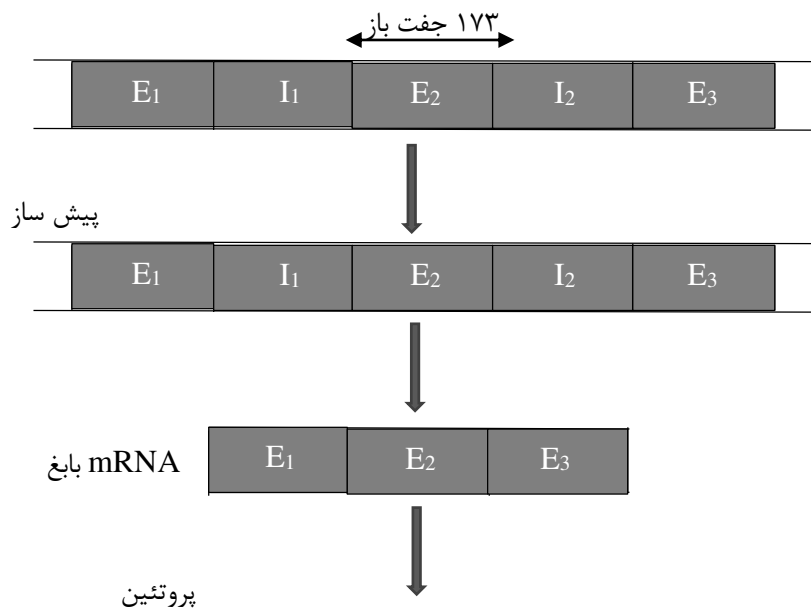 ۱۷۳ جفت باز
E₁ I₁ E₂ I₂ E₃
پیش ساز
E₁ I₁ E₂ I₂ E₃
mRNA بابغ
E₁ E₂ E₃
پروتئین